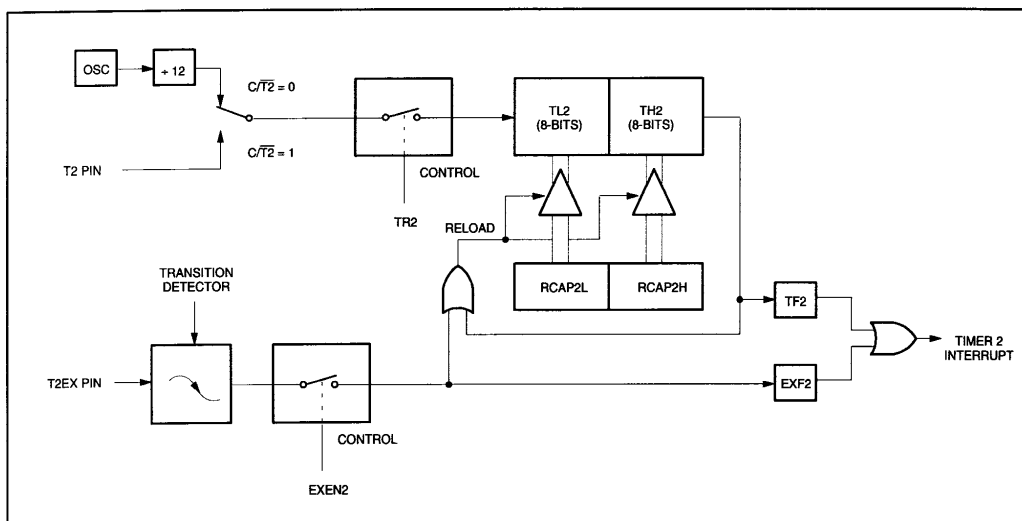 OSC
÷ 12
C/T2 = 0
TL2
(8-BITS)
TH2
(8-BITS)
C/T2 = 1
T2 PIN
CONTROL
TR2
RELOAD
TRANSITION
DETECTOR
RCAP2L
RCAP2H
TF2
TIMER 2
INTERRUPT
T2EX PIN
EXF2
CONTROL
EXEN2